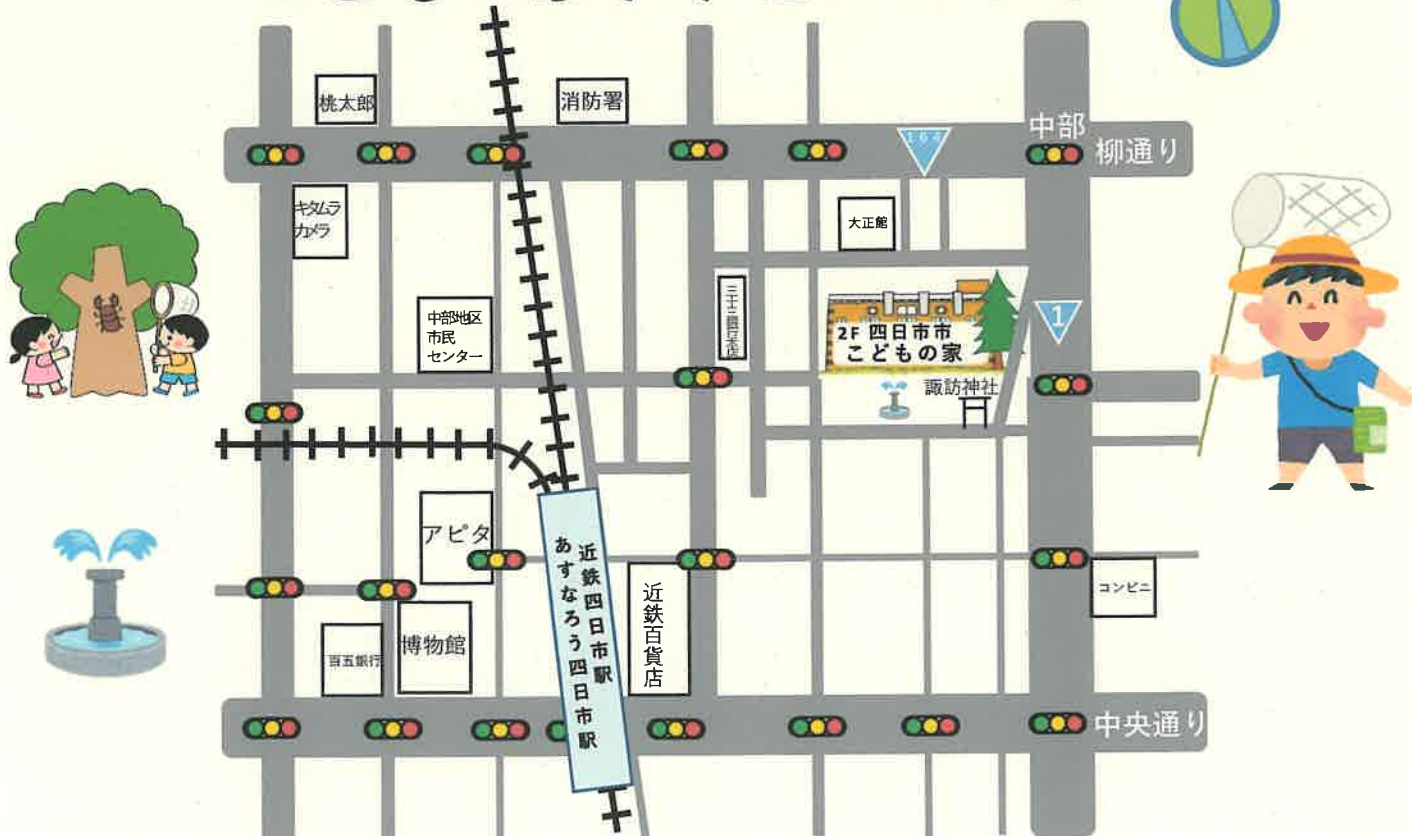 桃太郎
消防署
164
中部
柳通り
キタムラ
カメラ
大正館
中部地区
市民
センター
三十三銀行本店
2F 四日市市
こどもの家
1
諏訪神社
アピタ
近鉄四日市駅
あすなろう四日市駅
近鉄百貨店
コンビニ
百五銀行
博物館
中央通り